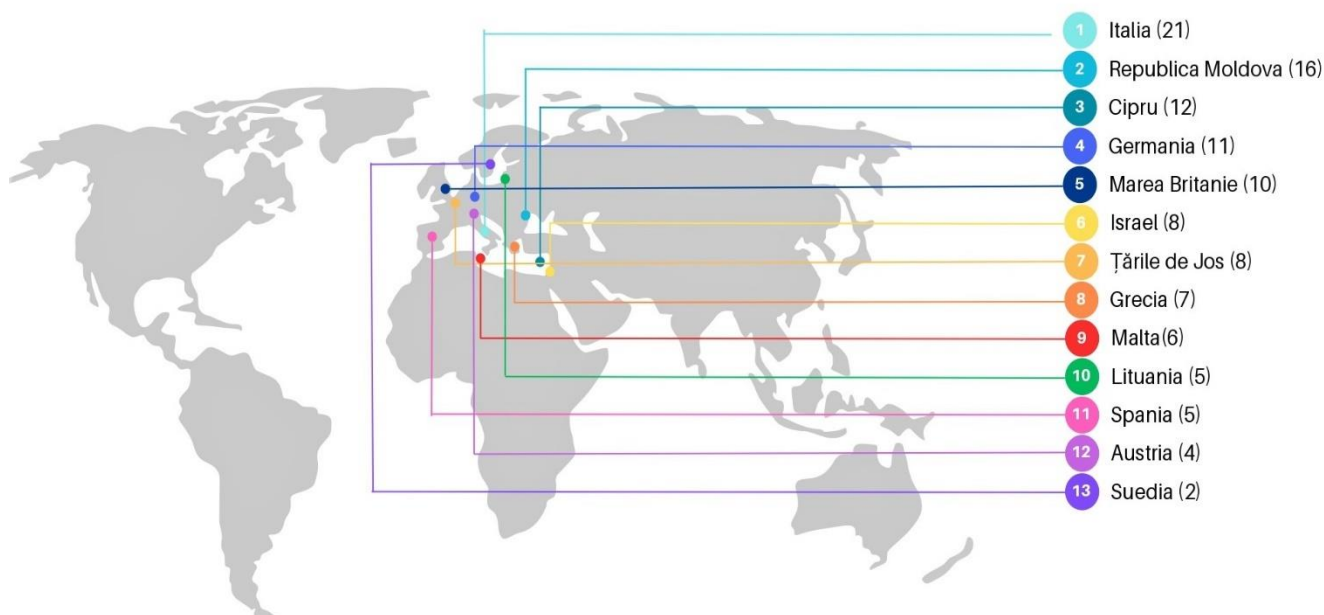 1 Italia (21)
2 Republica Moldova (16)
3 Cipru (12)
4 Germania (11)
5 Marea Britanie (10)
6 Israel (8)
7 Țările de Jos (8)
8 Grecia (7)
9 Malta(6)
10 Lituania (5)
11 Spania (5)
12 Austria (4)
13 Suedia (2)